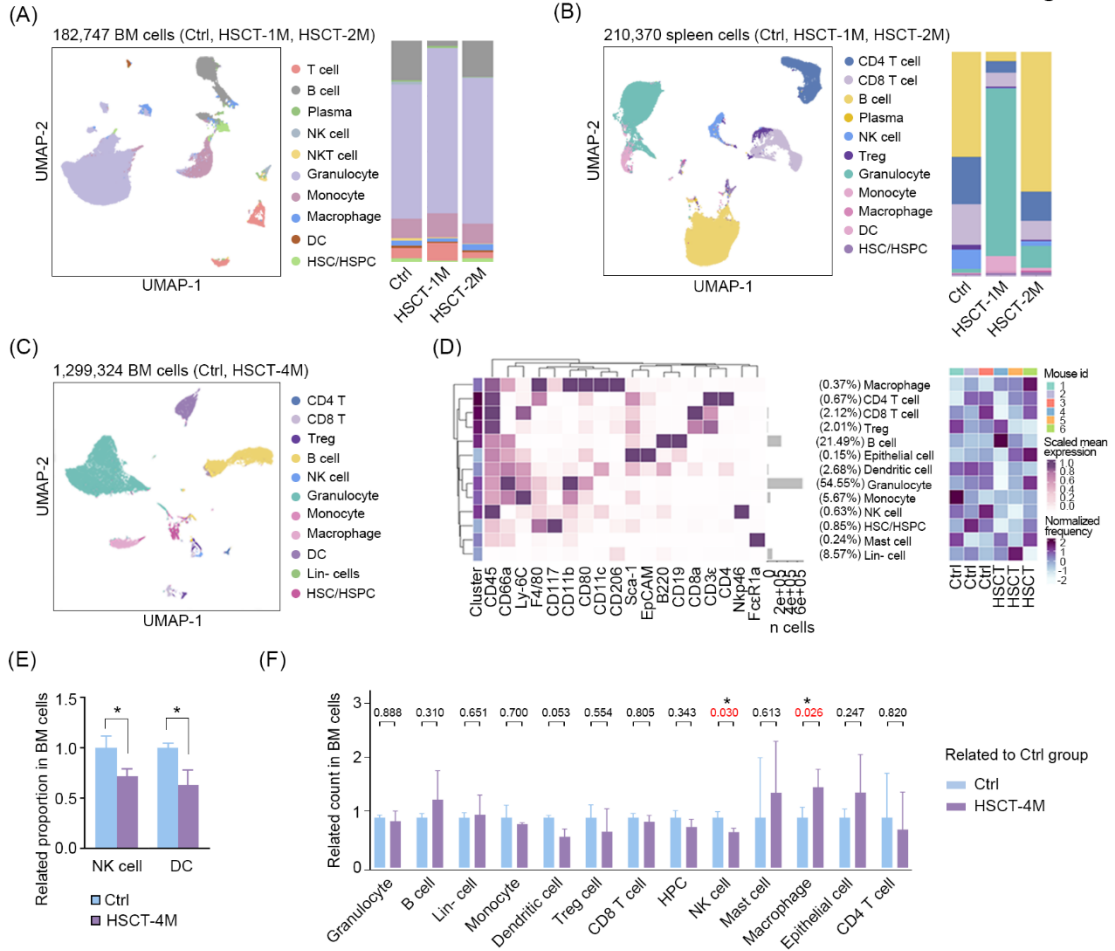 (A)
182,747 BM cells (Ctrl, HSCT-1M, HSCT-2M)
UMAP-2
UMAP-1
T cell
B cell
Plasma
NK cell
NKT cell
Granulocyte
Monocyte
Macrophage
DC
HSC/HSPC
Ctrl
HSCT-1M
HSCT-2M
(B)
210,370 spleen cells (Ctrl, HSCT-1M, HSCT-2M)
UMAP-2
UMAP-1
CD4 T cell
CD8 T cel
B cell
Plasma
NK cell
Treg
Granulocyte
Monocyte
Macrophage
DC
HSC/HSPC
Ctrl
HSCT-1M
HSCT-2M
(C)
1,299,324 BM cells (Ctrl, HSCT-4M)
UMAP-2
UMAP-1
CD4 T
CD8 T
Treg
B cell
NK cell
Granulocyte
Monocyte
Macrophage
DC
Lin- cells
HSC/HSPC
(D)
(0.37%) Macrophage
(0.67%) CD4 T cell
(2.12%) CD8 T cell
(2.01%) Treg
(21.49%) B cell
(0.15%) Epithelial cell
(2.68%) Dendritic cell
(54.55%) Granulocyte
(5.67%) Monocyte
(0.63%) NK cell
(0.85%) HSC/HSPC
(0.24%) Mast cell
(8.57%) Lin- cell
Cluster
CD45
CD66a
Ly-6C
F4/80
CD117
CD11b
CD80
CD11c
CD206
Sca-1
EpCAM
B220
CD19
CD8a
CD3ε
CD4
Nkp46
FcεR1a
0
2e+05
4e+05
6e+05
n cells
Ctrl
Ctrl
Ctrl
HSCT
HSCT
HSCT
Mouse id
1
2
3
4
5
6
Scaled mean
expression
1.0
0.8
0.6
0.4
0.2
0.0
Normalized
frequency
2
1
0
-1
-2
(E)
Related proportion in BM cells
1.5
1.0
0.5
0.0
*
*
NK cell
DC
Ctrl
HSCT-4M
(F)
Related count in BM cells
3
2
1
0
0.888
0.310
0.651
0.700
0.053
0.554
0.805
0.343
*
0.030
0.613
*
0.026
0.247
0.820
Granulocyte
B cell
Lin- cell
Monocyte
Dendritic cell
Treg cell
CD8 T cell
HPC
NK cell
Mast cell
Macrophage
Epithelial cell
CD4 T cell
Related to Ctrl group
Ctrl
HSCT-4M